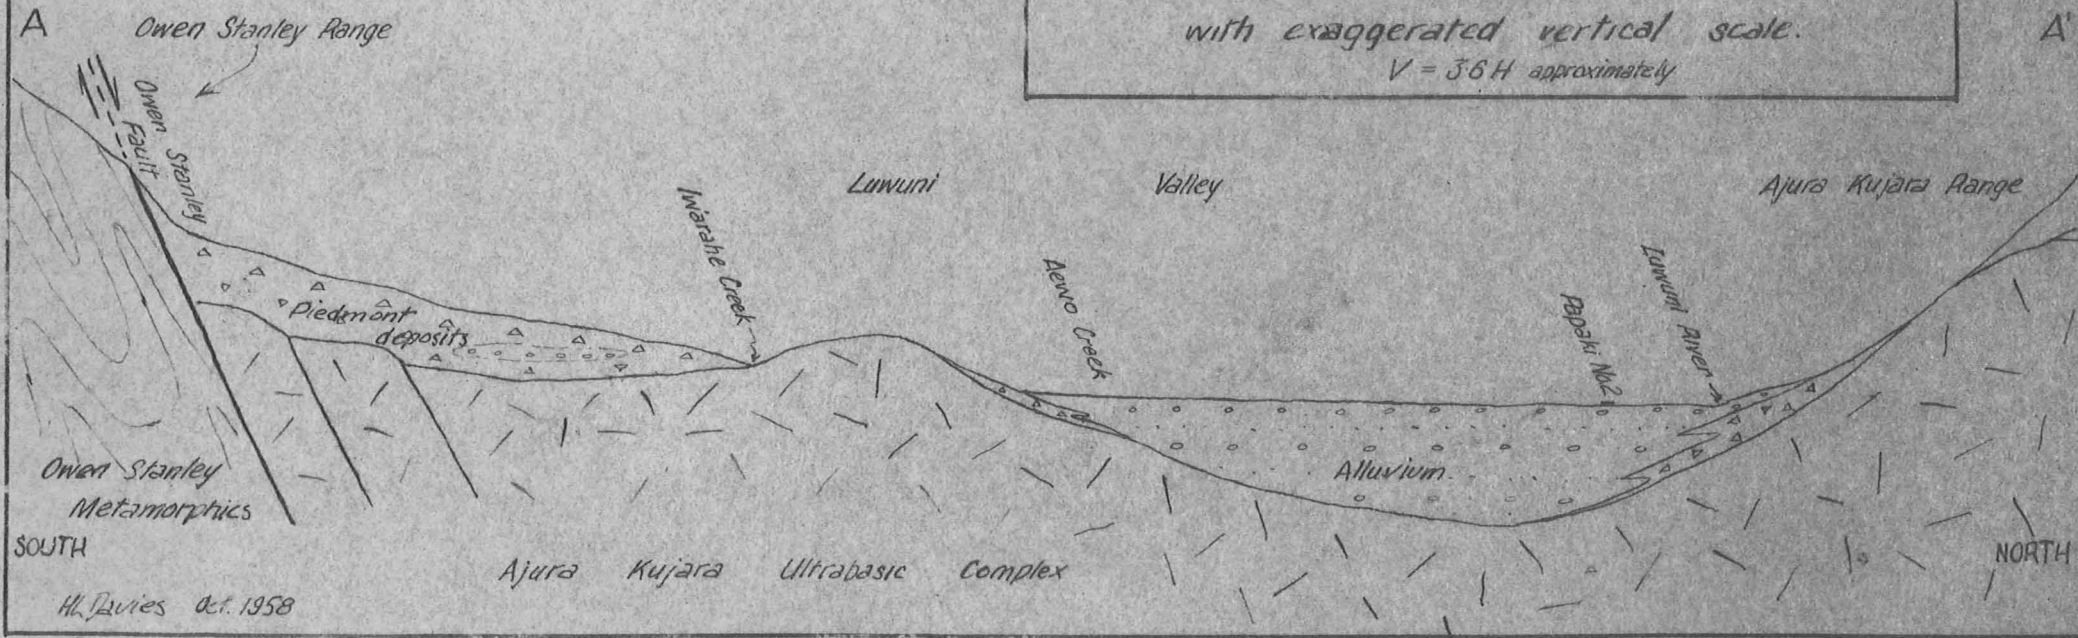 A
Owen Stanley Range
with exaggerated vertical scale.
V = 3·6 H approximately
A'
Owen Stanley
Fault
Luwuni Valley
Ajura Kujara Range
Iwarahe Creek
Aewo Creek
Papaki No2
Luwuni River
Piedmont
deposits
Alluvium
Owen Stanley
Metamorphics
SOUTH
NORTH
Ajura Kujara Ultrabasic Complex
HL Davies Oct. 1958